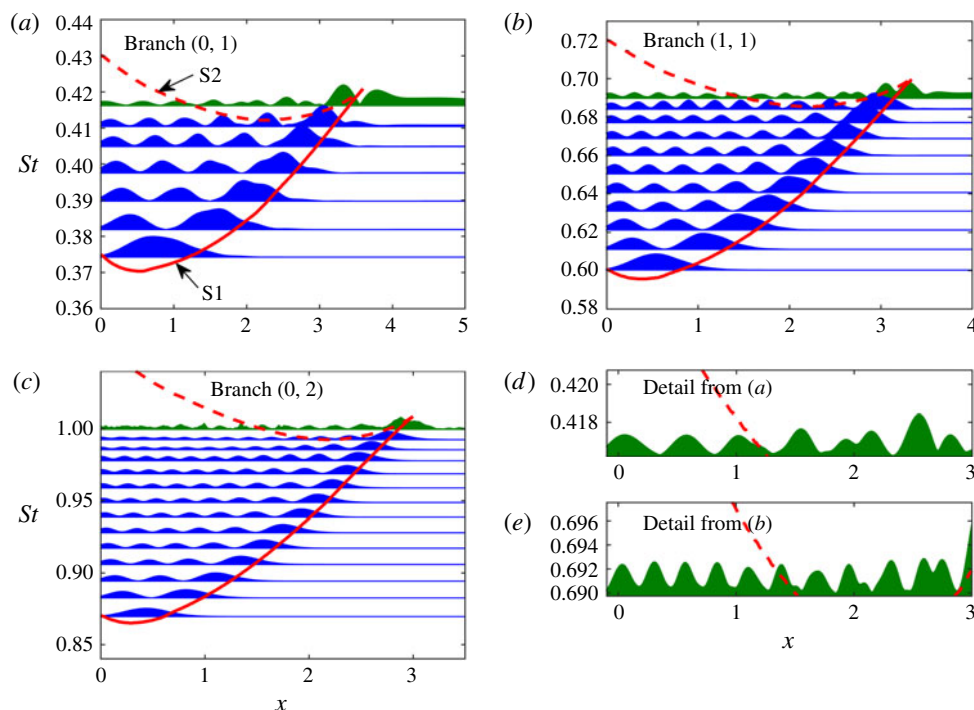 (a)
Branch (0, 1)
S2
S1
St
0.44
0.43
0.42
0.41
0.40
0.39
0.38
0.37
0.36
0 1 2 3 4 5
(b)
Branch (1, 1)
0.72
0.70
0.68
0.66
0.64
0.62
0.60
0.58
0 1 2 3 4
(c)
Branch (0, 2)
St
1.00
0.95
0.90
0.85
0 1 2 3
x
(d)
Detail from (a)
0.420
0.418
0 1 2 3
(e)
Detail from (b)
0.696
0.694
0.692
0.690
0 1 2 3
x